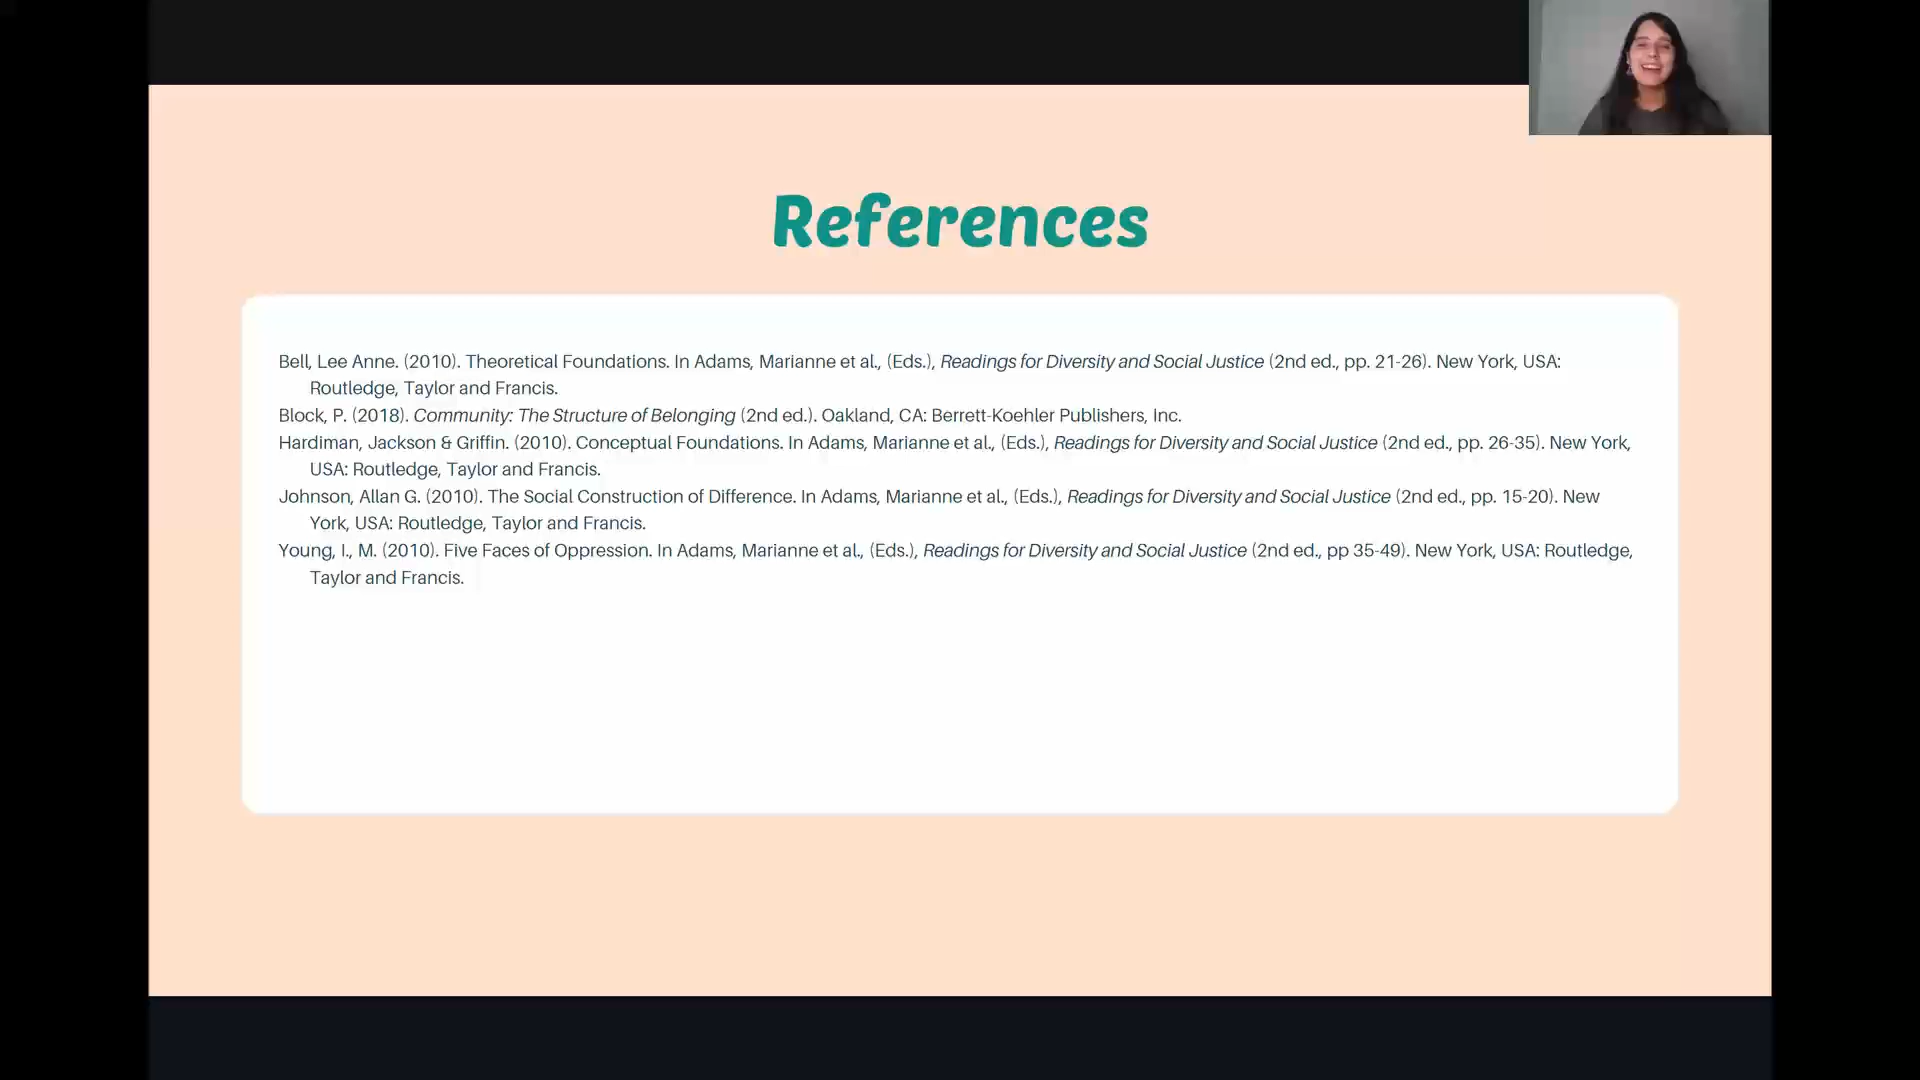 References
Bell, Lee Anne. (2010). Theoretical Foundations. In Adams, Marianne et al., (Eds.), Readings for Diversity and Social Justice (2nd ed., pp. 21-26). New York, USA:
Routledge, Taylor and Francis.
Block, P. (2018). Community: The Structure of Belonging (2nd ed.). Oakland, CA: Berrett-Koehler Publishers, Inc.
Hardiman, Jackson & Griffin. (2010). Conceptual Foundations. In Adams, Marianne et al., (Eds.), Readings for Diversity and Social Justice (2nd ed., pp. 26-35). New York,
USA: Routledge, Taylor and Francis.
Johnson, Allan G. (2010). The Social Construction of Difference. In Adams, Marianne et al., (Eds.), Readings for Diversity and Social Justice (2nd ed., pp. 15-20). New
York, USA: Routledge, Taylor and Francis.
Young, I., M. (2010). Five Faces of Oppression. In Adams, Marianne et al., (Eds.), Readings for Diversity and Social Justice (2nd ed., pp 35-49). New York, USA: Routledge,
Taylor and Francis.